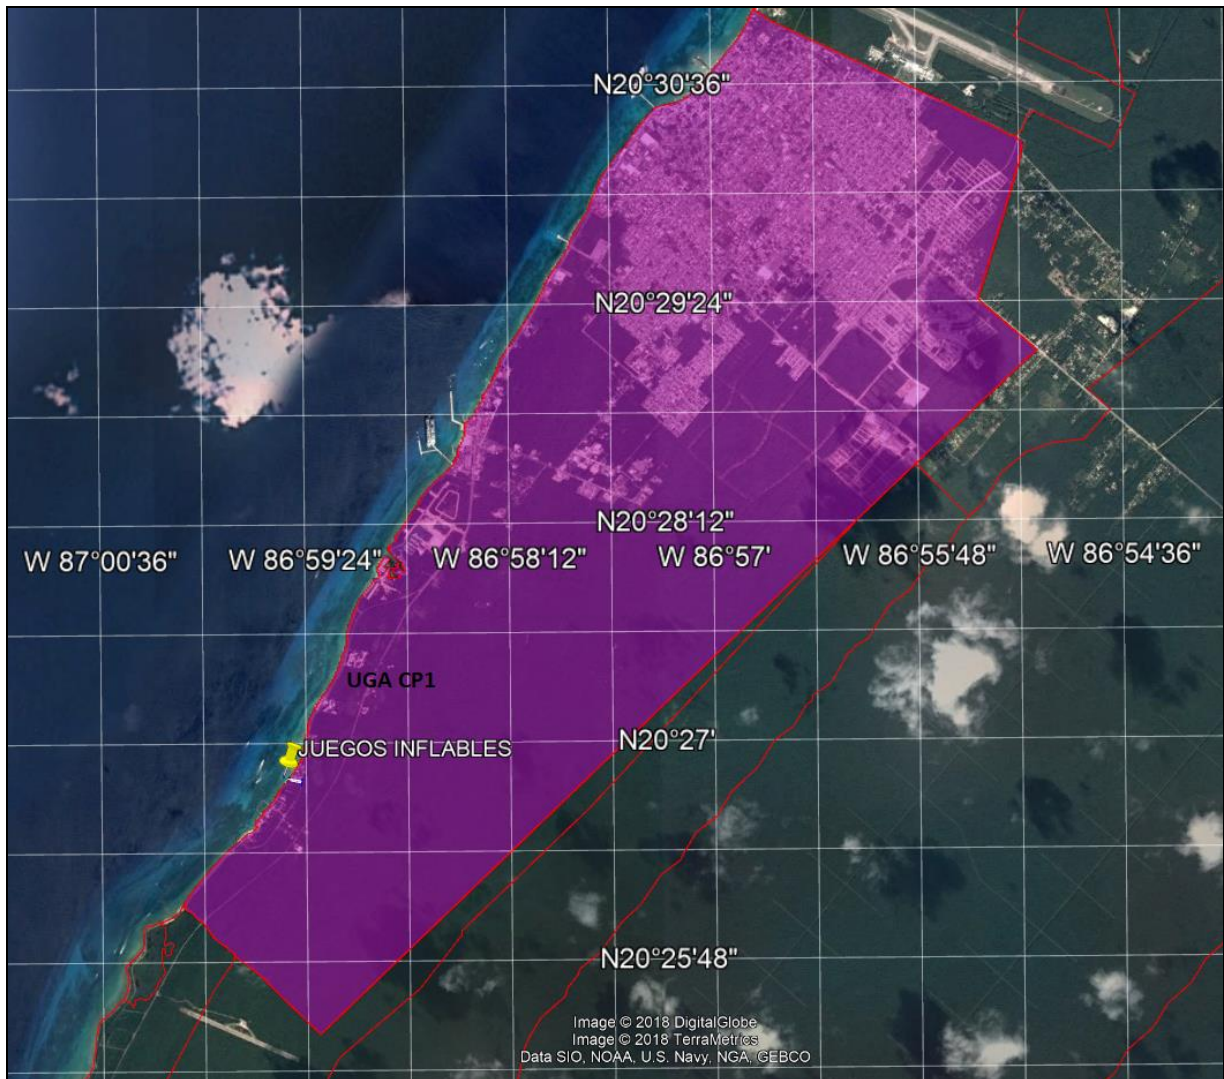 N20°30'36"
N20°29'24"
N20°28'12"
W 87°00'36" W 86°59'24" W 86°58'12" W 86°57' W 86°55'48" W 86°54'36"
UGA CP1
N20°27'
JUEGOS INFLABLES
N20°25'48"
Image © 2018 DigitalGlobe
Image © 2018 TerraMetrics
Data SIO, NOAA, U.S. Navy, NGA, GEBCO